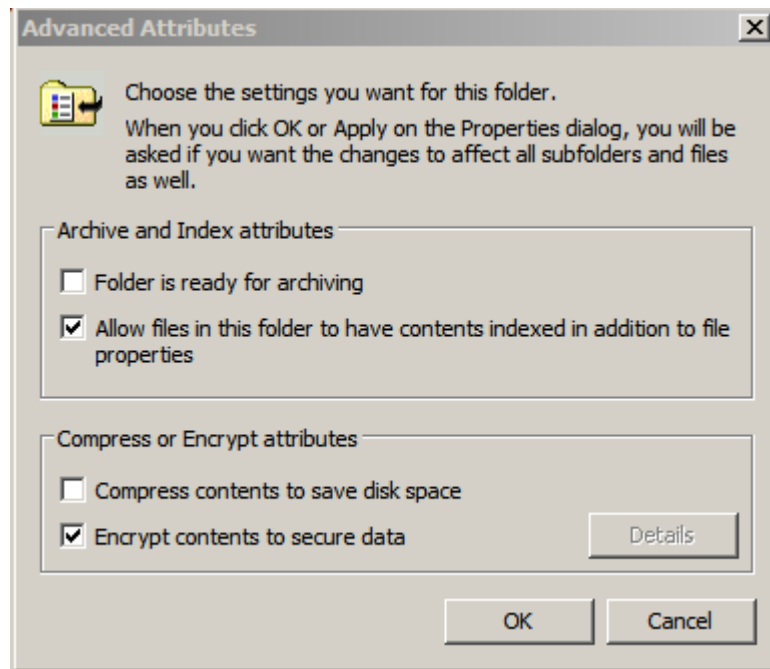 Advanced Attributes
Choose the settings you want for this folder.
When you click OK or Apply on the Properties dialog, you will be
asked if you want the changes to affect all subfolders and files
as well.
Archive and Index attributes
Folder is ready for archiving
Allow files in this folder to have contents indexed in addition to file
properties
Compress or Encrypt attributes
Compress contents to save disk space
Encrypt contents to secure data
Details
OK
Cancel